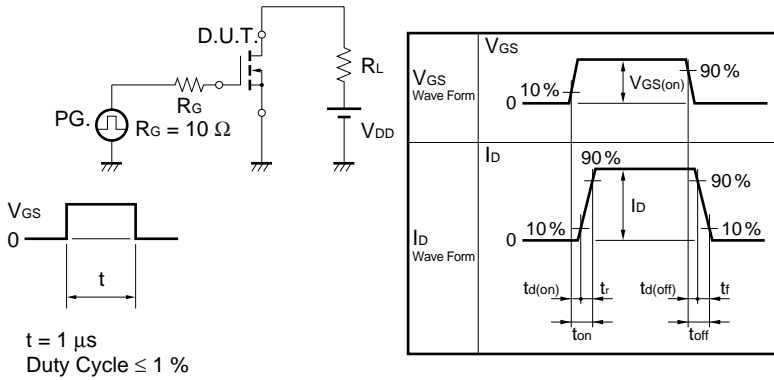 D.U.T.
RL
RG
PG.
RG = 10 Ω
VDD
VGS
0
t
t = 1 μs
Duty Cycle ≤ 1 %
VGS
Wave Form
VGS
10 %
0
VGS(on)
90 %
ID
Wave Form
ID
90 %
90 %
10 %
0
ID
10 %
td(on)
tr
td(off)
tf
ton
toff